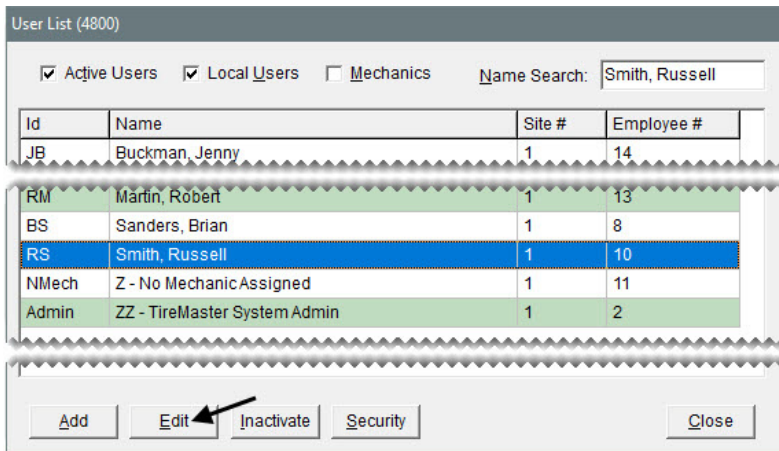 User List (4800)
Active Users Local Users Mechanics Name Search: Smith, Russell
Id Name Site # Employee #
JB Buckman, Jenny 1 14
RM Martin, Robert 1 13
BS Sanders, Brian 1 8
RS Smith, Russell 1 10
NMech Z - No Mechanic Assigned 1 11
Admin ZZ - TireMaster System Admin 1 2
Add Edit Inactivate Security Close